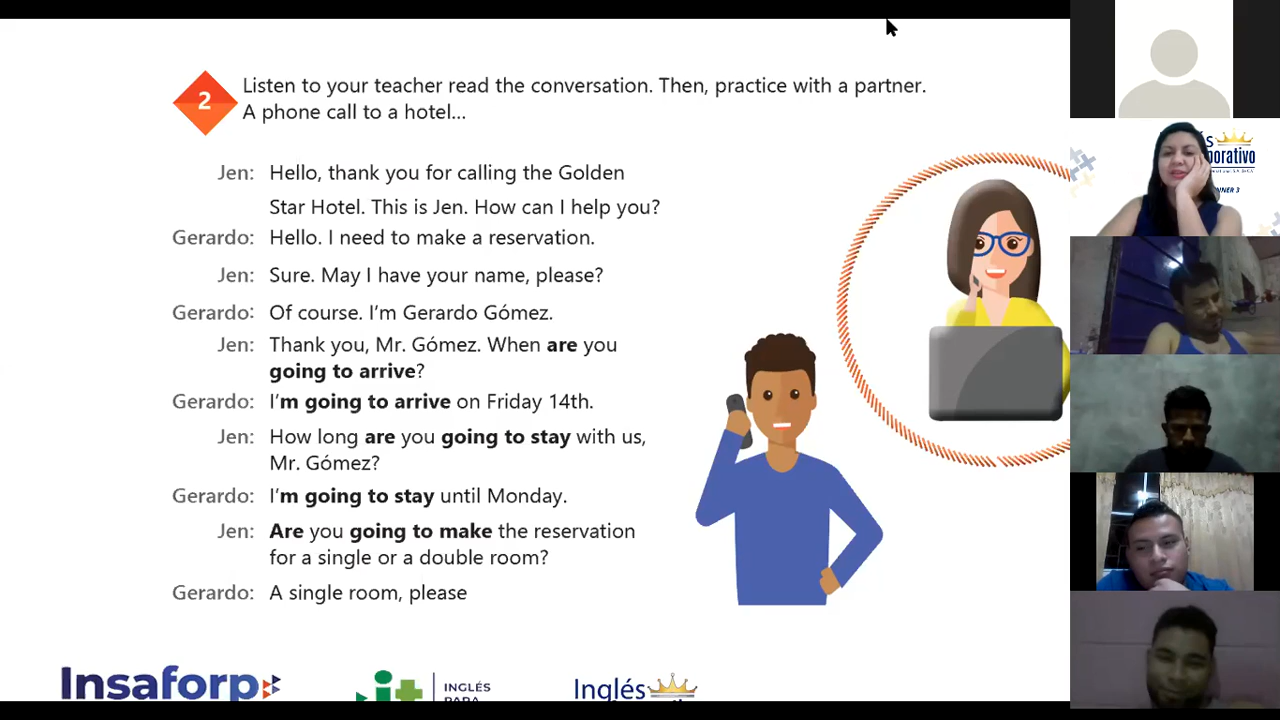 2
Listen to your teacher read the conversation. Then, practice with a partner.
A phone call to a hotel...
Jen: Hello, thank you for calling the Golden
Star Hotel. This is Jen. How can I help you?
Gerardo: Hello. I need to make a reservation.
Jen: Sure. May I have your name, please?
Gerardo: Of course. I'm Gerardo Gómez.
Jen: Thank you, Mr. Gómez. When are you
going to arrive?
Gerardo: I'm going to arrive on Friday 14th.
Jen: How long are you going to stay with us,
Mr. Gómez?
Gerardo: I'm going to stay until Monday.
Jen: Are you going to make the reservation
for a single or a double room?
Gerardo: A single room, please
Insaforp
it
INGLÉS
Inglés